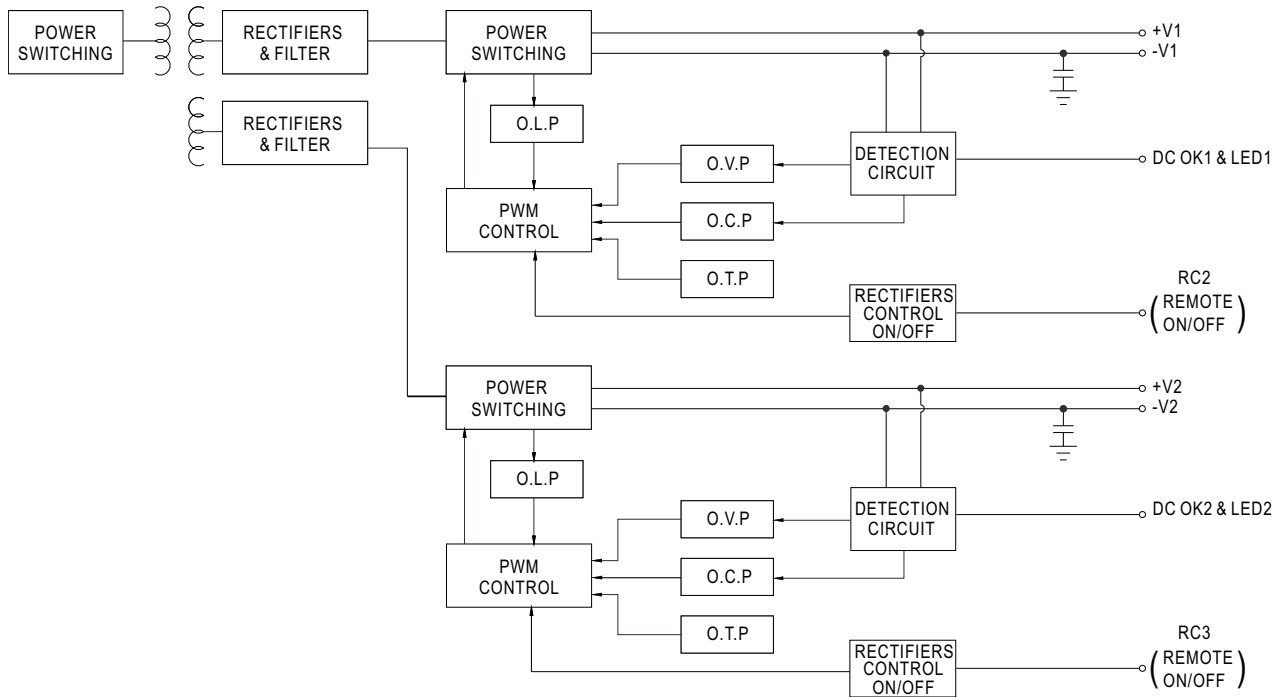 POWER
SWITCHING
RECTIFIERS
& FILTER
POWER
SWITCHING
+V1
-V1
RECTIFIERS
& FILTER
O.L.P
O.V.P
DETECTION
CIRCUIT
DC OK1 & LED1
PWM
CONTROL
O.C.P
O.T.P
RECTIFIERS
CONTROL
ON/OFF
RC2
(REMOTE
ON/OFF)
POWER
SWITCHING
+V2
-V2
O.L.P
O.V.P
DETECTION
CIRCUIT
DC OK2 & LED2
PWM
CONTROL
O.C.P
O.T.P
RECTIFIERS
CONTROL
ON/OFF
RC3
(REMOTE
ON/OFF)